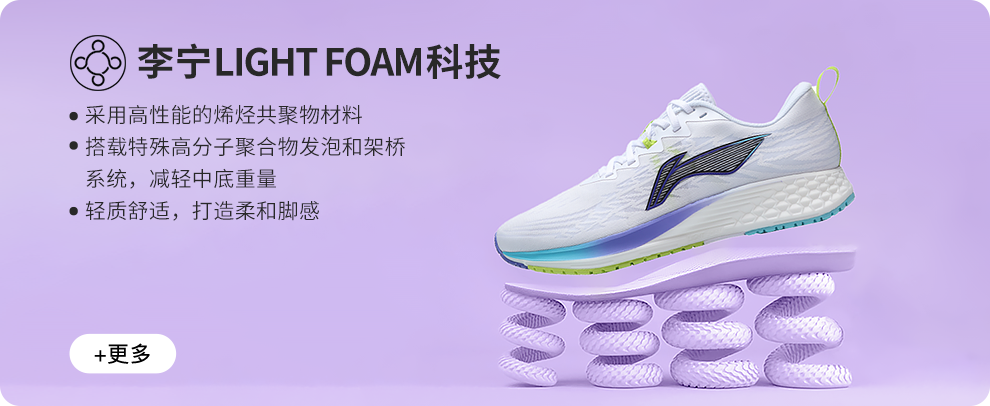 李宁LIGHT FOAM科技
● 采用高性能的烯烃共聚物材料
● 搭载特殊高分子聚合物发泡和架桥
系统，减轻中底重量
● 轻质舒适，打造柔和脚感
+更多